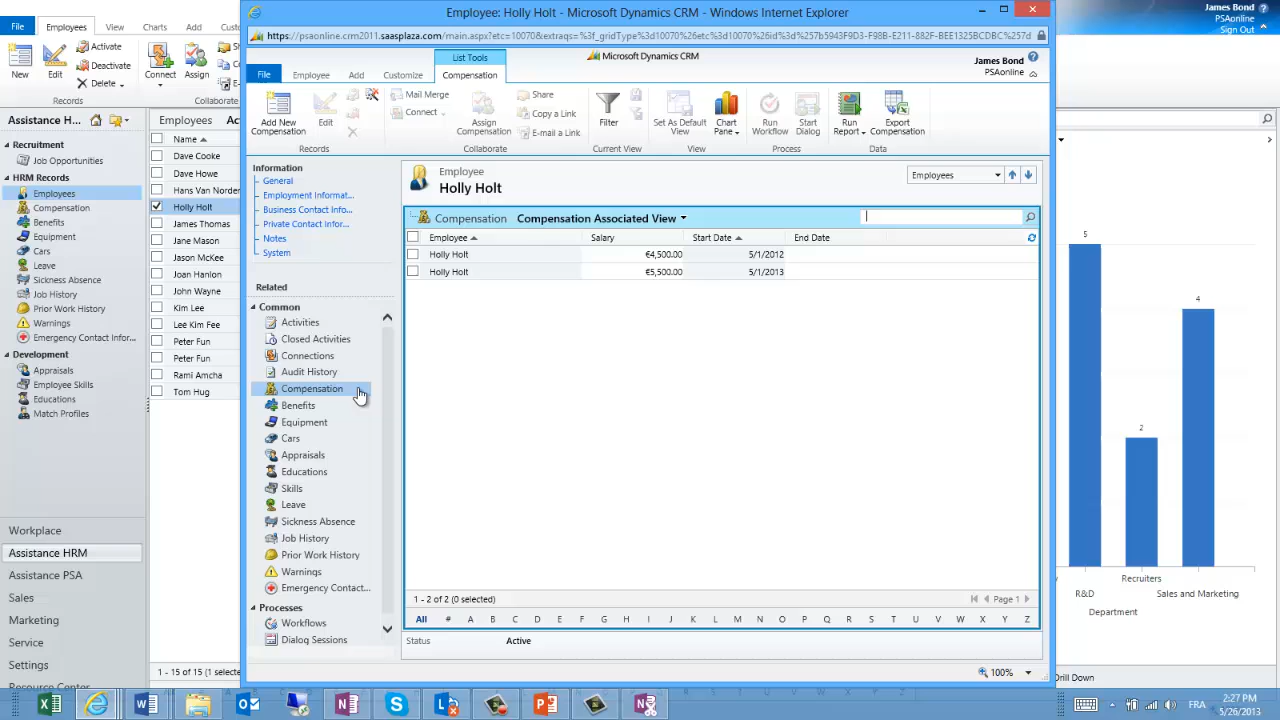 Employee: Holly Holt - Microsoft Dynamics CRM - Windows Internet Explorer
James Bond
PSAonline
Sign Out
File Employees View Charts Add
https://psaonline.crm2011.saasplaza.com/main.aspx?etc=
List Tools
Microsoft Dynamics CRM
File Employee Add Customize Compensation
James Bond
PSAonline
New
Edit
Activate
Deactivate
Delete
Connect
Assign
Records
Collaborate
Add New Compensation
Edit
Mail Merge
Connect
Assign Compensation
Share
Copy a Link
E-mail a Link
Filter
Set As Default View
Chart Pane
Run Workflow
Start Dialog
Run Report
Export Compensation
Records
Collaborate
Current View
View
Process
Data
Assistance H...
Recruitment
Job Opportunities
HRM Records
Employees
Compensation
Benefits
Equipment
Cars
Leave
Sickness Absence
Job History
Prior Work History
Warnings
Emergency Contact Infor...
Development
Appraisals
Employee Skills
Educations
Match Profiles
Workplace
Assistance HRM
Assistance PSA
Sales
Marketing
Service
Settings
Resource Center
Employees
Name
Dave Cooke
Dave Howe
Hans Van Norden
Holly Holt
James Thomas
Jane Mason
Jason McKee
Joan Hanlon
John Wayne
Kim Lee
Lee Kim Fee
Peter Fun
Peter Fun
Rami Amcha
Tom Hug
1 - 15 of 15 (1 selecte
Information
General
Employment Informat...
Business Contact Info...
Private Contact Infor...
Notes
System
Related
Common
Activities
Closed Activities
Connections
Audit History
Compensation
Benefits
Equipment
Cars
Appraisals
Educations
Skills
Leave
Sickness Absence
Job History
Prior Work History
Warnings
Emergency Contact...
Processes
Workflows
Dialog Sessions
Employee
Holly Holt
Employees
Compensation Compensation Associated View
Employee Salary Start Date End Date
Holly Holt €4,500.00 5/1/2012
Holly Holt €5,500.00 5/1/2013
1 - 2 of 2 (0 selected)
Page 1
All # A B C D E F G H I J K L M N O P Q R S T U V W X Y Z
Status Active
100%
5
2
4
Recruiters
R&D
Sales and Marketing
Department
Drill Down
FRA
2:27 PM
5/26/2013